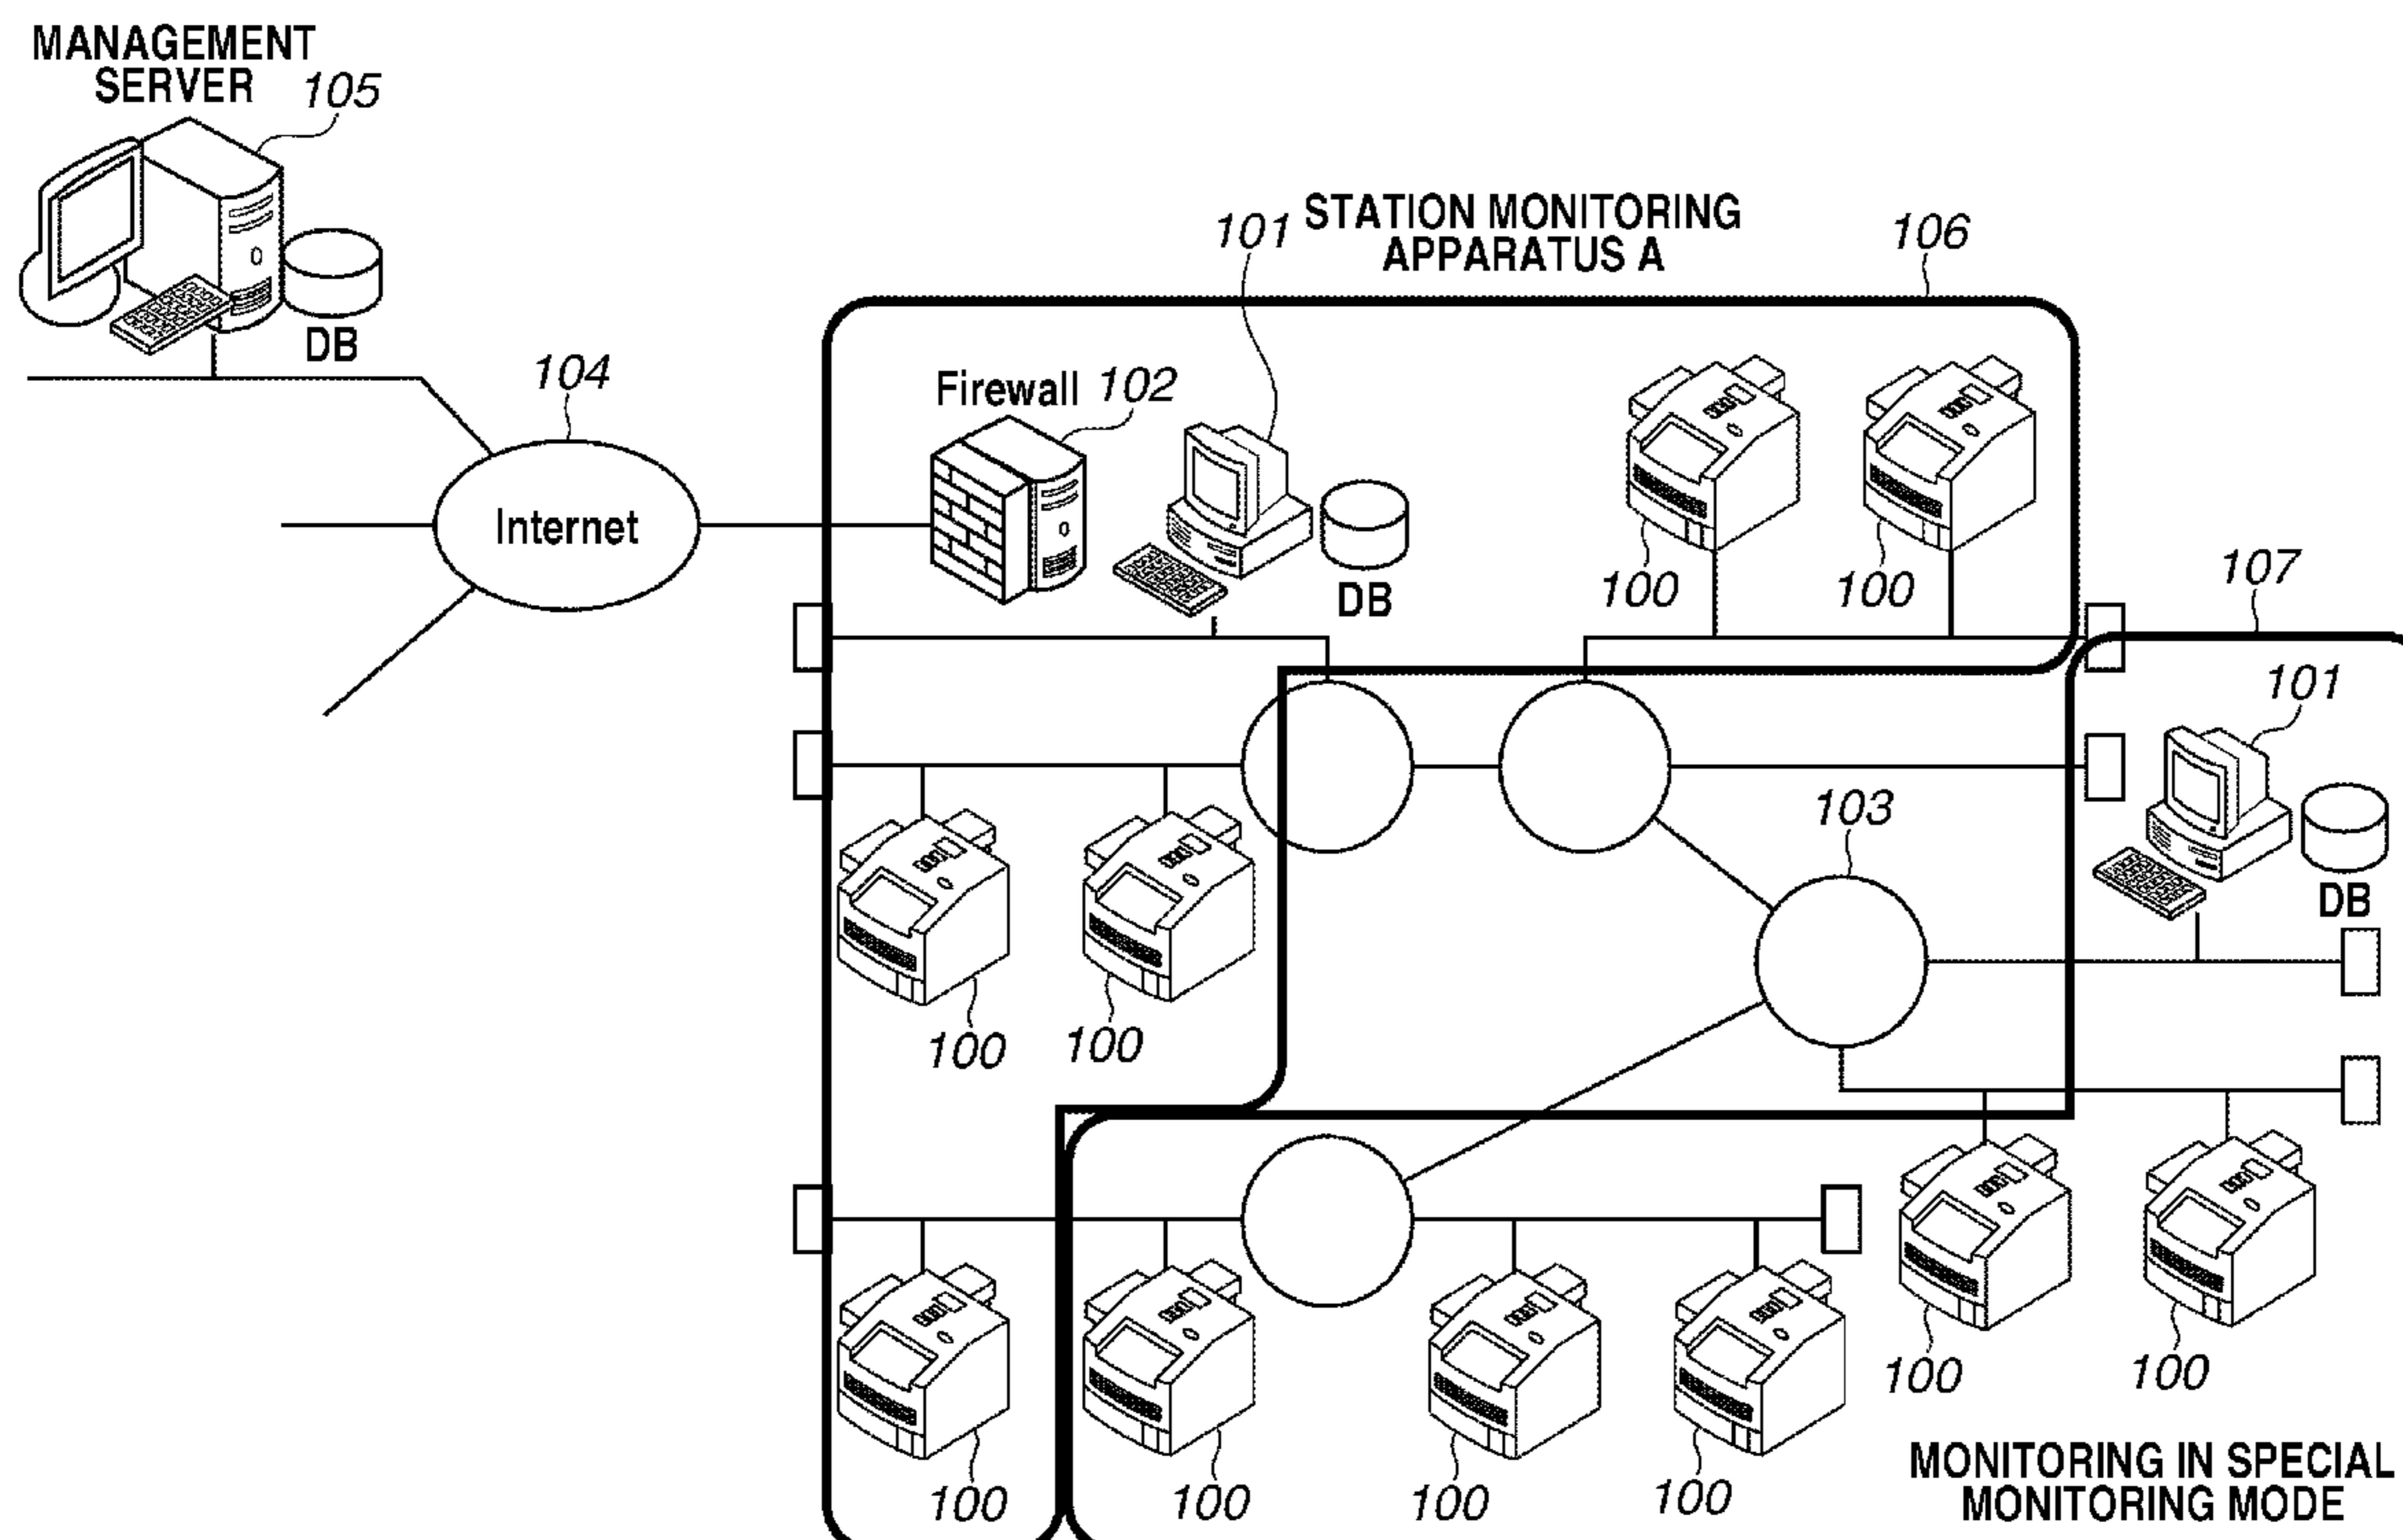 MANAGEMENT
SERVER
105
DB
104
Internet
STATION MONITORING
APPARATUS A
101
106
Firewall 102
DB
100
100
107
101
DB
103
100
100
100
100
100
100
100
100
100
MONITORING IN SPECIAL
MONITORING MODE